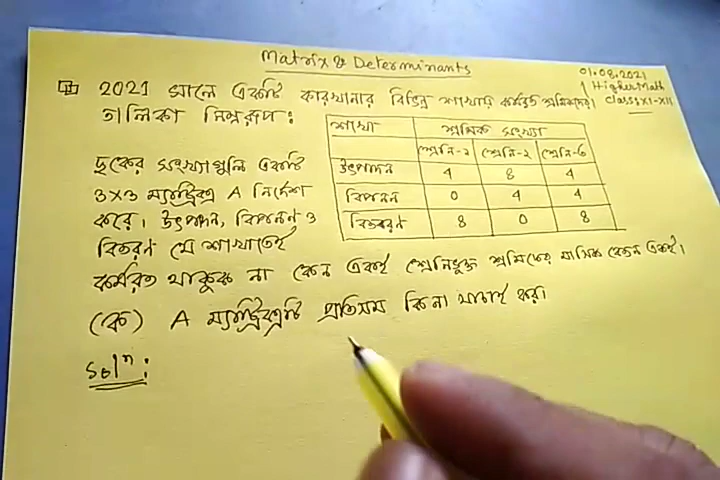 Matrix & Determinants
01.08.2021
Higher Math
Class: XI-XII
2021 সালে একটি কারখানার বিভিন্ন শাখায় কর্মরত শ্রমিকদের
তালিকা নিম্নরূপ:
শাখা শ্রমিক সংখ্যা
শ্রেনি-১ শ্রেনি-২ শ্রেনি-৩
উৎপাদন 4 8 4
বিপনন 0 4 4
বিতরণ 8 0 8
ছকের সংখ্যাগুলি একটি
3×3 ম্যাট্রিক্স A নির্দেশ
করে। উৎপাদন, বিপনন ও
বিতরণ যে শাখাতেই
কর্মরত থাকুক না কেন একই শ্রেনিভুক্ত শ্রমিকের মাসিক বেতন একই।
(ক) A ম্যাট্রিক্সটি প্রতিসম কিনা যাচাই কর।
Solⁿ: